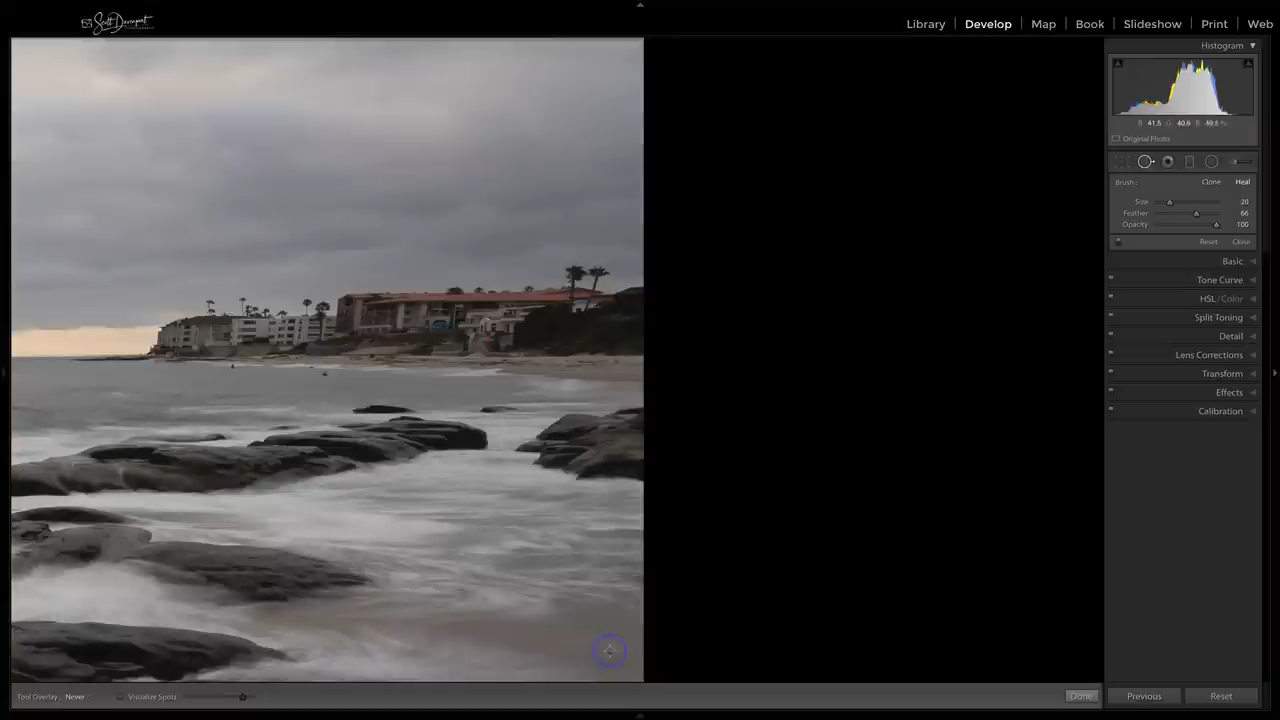 Scott Davenport
Library Develop Map Book Slideshow Print Web
Histogram
Original Photo
Brush : Clone Heal
Size 20
Feather 66
Opacity 100
Reset Close
Basic
Tone Curve
HSL / Color
Split Toning
Detail
Lens Corrections
Transform
Effects
Calibration
Tool Overlay : Never Visualize Spots Done Previous Reset